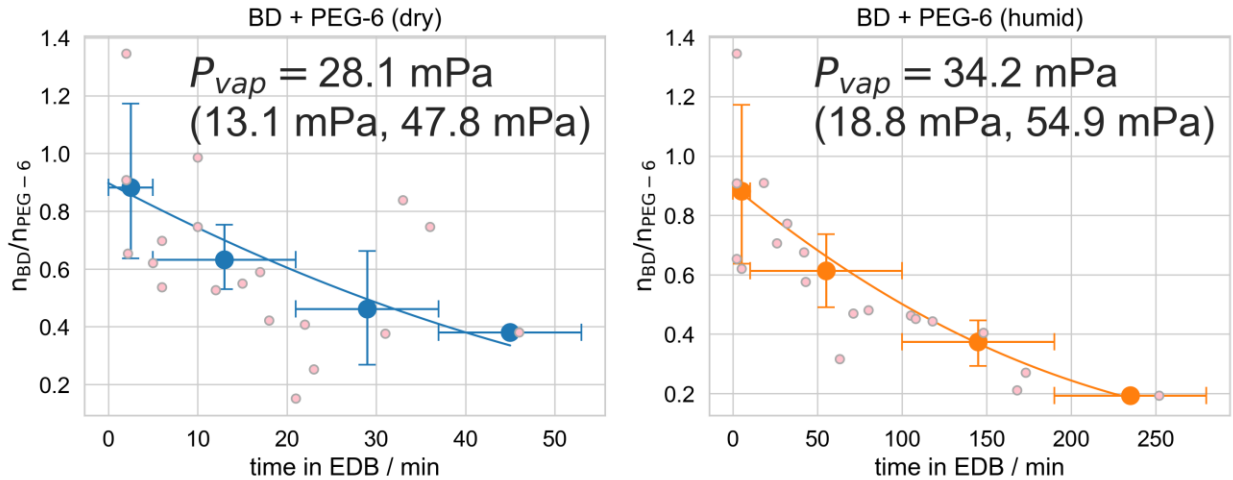 BD + PEG-6 (dry)
P_vap = 28.1 mPa
(13.1 mPa, 47.8 mPa)
n_BD/n_PEG−6
1.4
1.2
1.0
0.8
0.6
0.4
0.2
0 10 20 30 40 50
time in EDB / min
BD + PEG-6 (humid)
P_vap = 34.2 mPa
(18.8 mPa, 54.9 mPa)
n_BD/n_PEG−6
1.4
1.2
1.0
0.8
0.6
0.4
0.2
0 50 100 150 200 250
time in EDB / min